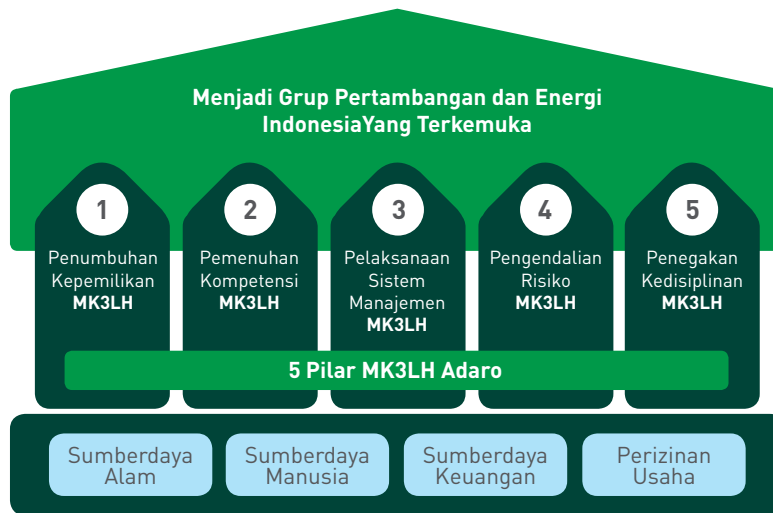 Menjadi Grup Pertambangan dan Energi
IndonesiaYang Terkemuka
1
Penumbuhan
Kepemilikan
MK3LH
2
Pemenuhan
Kompetensi
MK3LH
3
Pelaksanaan
Sistem
Manajemen
MK3LH
4
Pengendalian
Risiko
MK3LH
5
Penegakan
Kedisiplinan
MK3LH
5 Pilar MK3LH Adaro
Sumberdaya
Alam
Sumberdaya
Manusia
Sumberdaya
Keuangan
Perizinan
Usaha